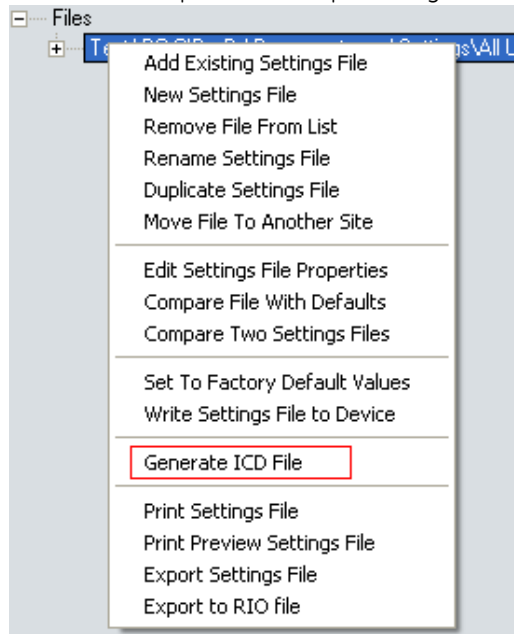 Files
s\All U
Add Existing Settings File
New Settings File
Remove File From List
Rename Settings File
Duplicate Settings File
Move File To Another Site
Edit Settings File Properties
Compare File With Defaults
Compare Two Settings Files
Set To Factory Default Values
Write Settings File to Device
Generate ICD File
Print Settings File
Print Preview Settings File
Export Settings File
Export to RIO file